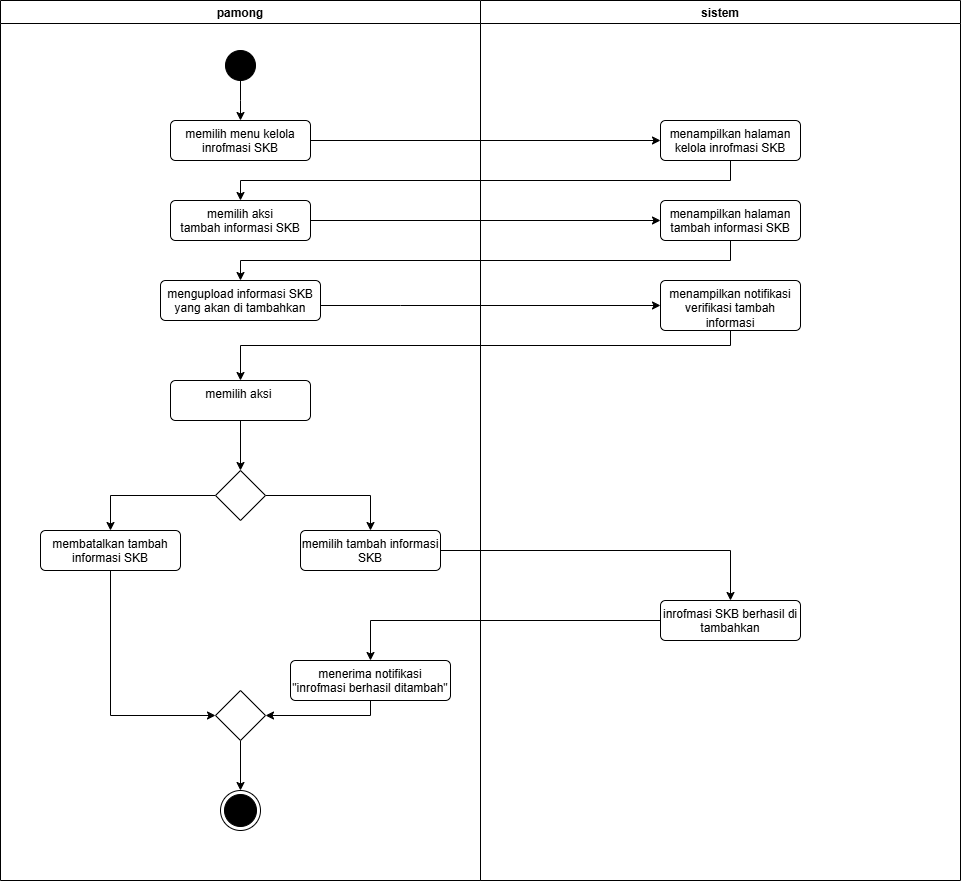 pamong
sistem
memilih menu kelola
inrofmasi SKB
menampilkan halaman
kelola inrofmasi SKB
memilih aksi
tambah informasi SKB
menampilkan halaman
tambah informasi SKB
mengupload informasi SKB
yang akan di tambahkan
menampilkan notifikasi
verifikasi tambah
informasi
memilih aksi
membatalkan tambah
informasi SKB
memilih tambah informasi
SKB
inrofmasi SKB berhasil di
tambahkan
menerima notifikasi
"inrofmasi berhasil ditambah"